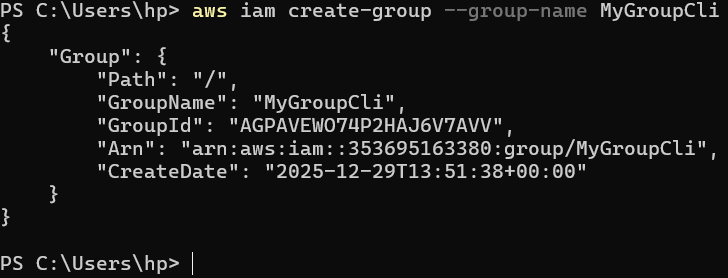 PS C:\Users\hp> aws iam create-group --group-name MyGroupCli
{
    "Group": {
        "Path": "/",
        "GroupName": "MyGroupCli",
        "GroupId": "AGPAVEWO74P2HAJ6V7AVV",
        "Arn": "arn:aws:iam::353695163380:group/MyGroupCli",
        "CreateDate": "2025-12-29T13:51:38+00:00"
    }
}
PS C:\Users\hp>